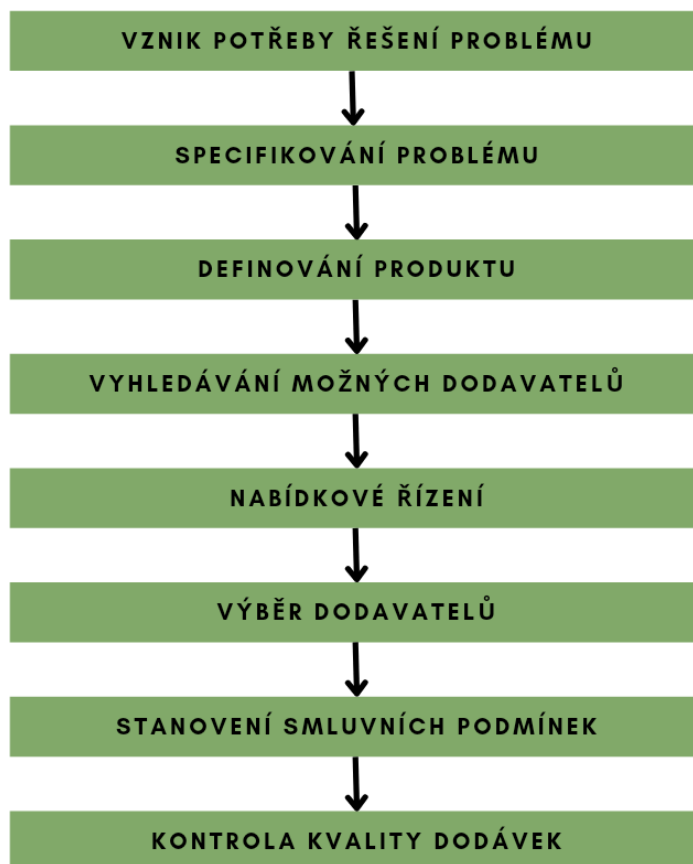 VZNIK POTŘEBY ŘEŠENÍ PROBLÉMU
SPECIFIKOVÁNÍ PROBLÉMU
DEFINOVÁNÍ PRODUKTU
VYHLEDÁVÁNÍ MOŽNÝCH DODAVATELŮ
NABÍDKOVÉ ŘÍZENÍ
VÝBĚR DODAVATELŮ
STANOVENÍ SMLUVNÍCH PODMÍNEK
KONTROLA KVALITY DODÁVEK